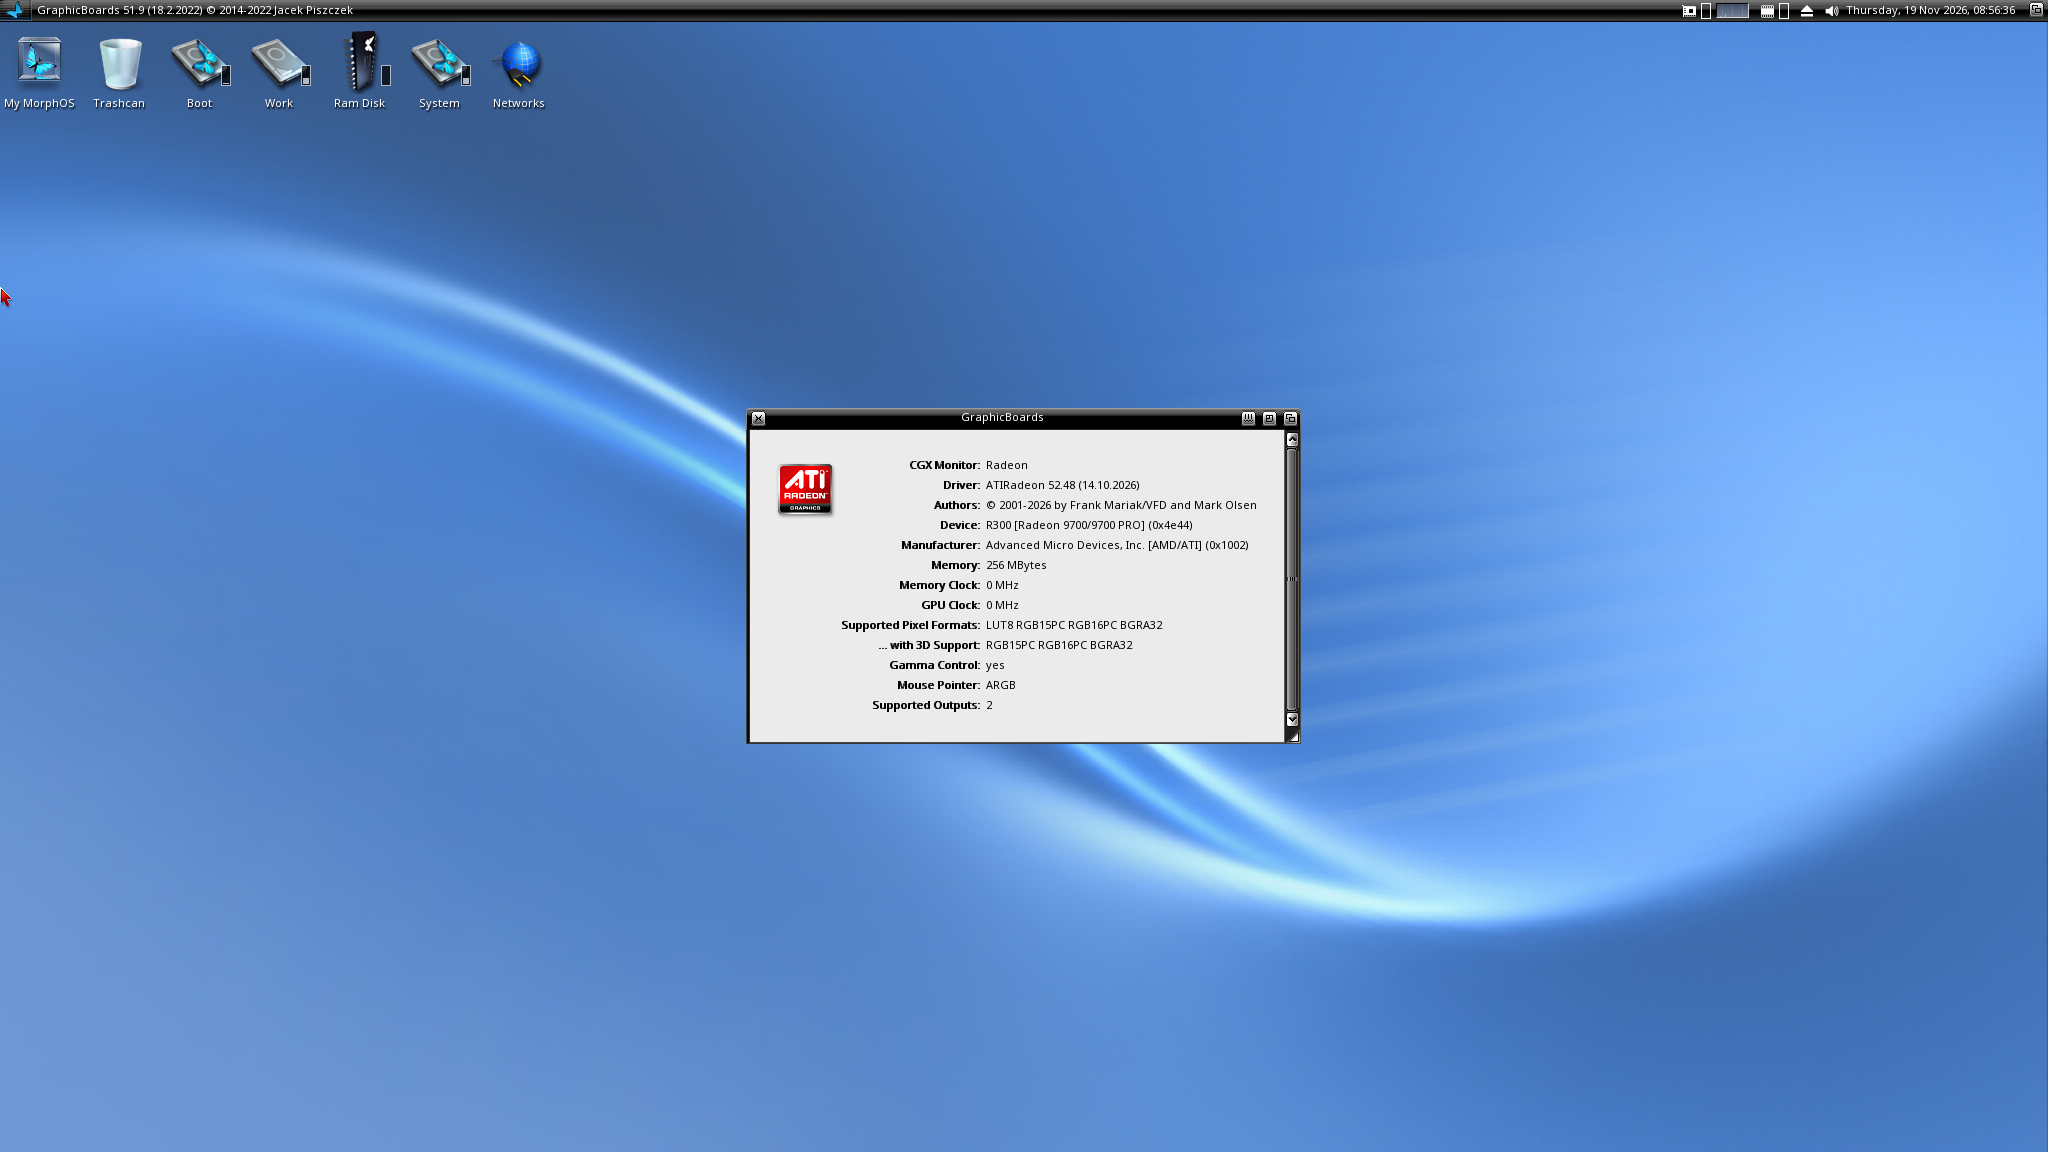 GraphicBoards 51.9 (18.2.2022) © 2014-2022 Jacek Piszczek
Thursday, 19 Nov 2026, 08:56:36
My MorphOS
Trashcan
Boot
Work
Ram Disk
System
Networks
GraphicBoards
ATI
RADEON
GRAPHICS
CGX Monitor: Radeon
Driver: ATIRadeon 52.48 (14.10.2026)
Authors: © 2001-2026 by Frank Mariak/VFD and Mark Olsen
Device: R300 [Radeon 9700/9700 PRO] (0x4e44)
Manufacturer: Advanced Micro Devices, Inc. [AMD/ATI] (0x1002)
Memory: 256 MBytes
Memory Clock: 0 MHz
GPU Clock: 0 MHz
Supported Pixel Formats: LUT8 RGB15PC RGB16PC BGRA32
... with 3D Support: RGB15PC RGB16PC BGRA32
Gamma Control: yes
Mouse Pointer: ARGB
Supported Outputs: 2